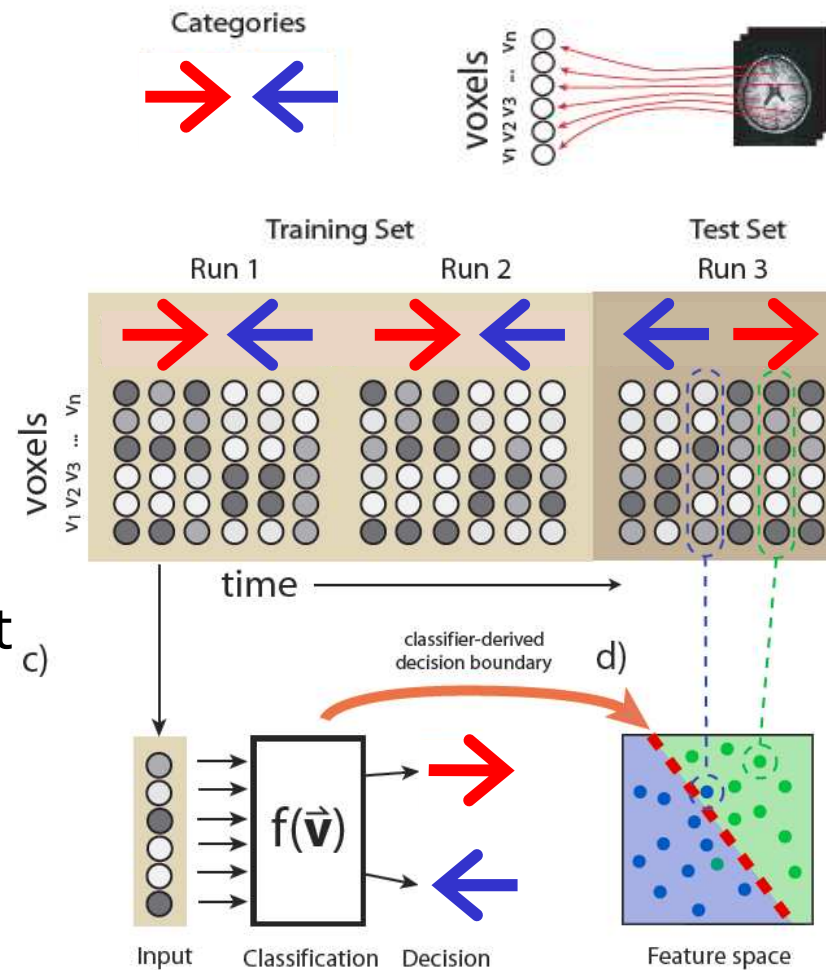 Categories
voxels
v1 v2 v3 ... vn
Training Set
Test Set
Run 1
Run 2
Run 3
voxels
v1 v2 v3 ... vn
time
t
c)
classifier-derived
decision boundary
d)
f(v⃗)
Input
Classification
Decision
Feature space